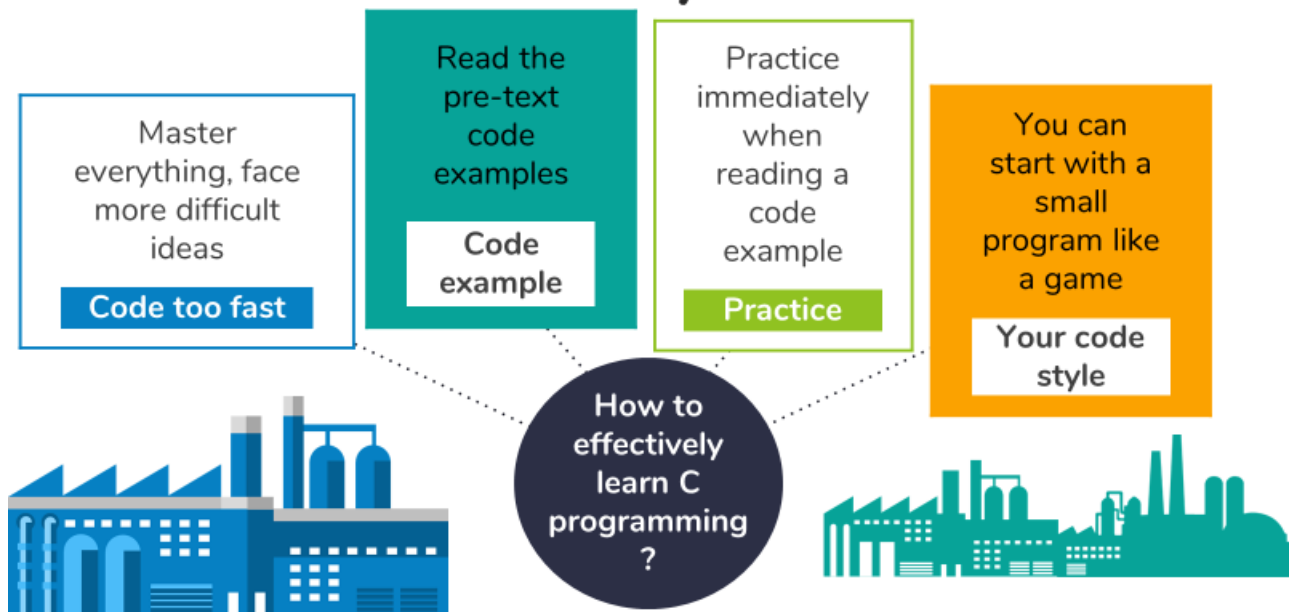 Master
everything, face
more difficult
ideas
Code too fast
Read the
pre-text
code
examples
Code
example
Practice
immediately
when
reading a
code
example
Practice
You can
start with a
small
program like
a game
Your code
style
How to
effectively
learn C
programming
?